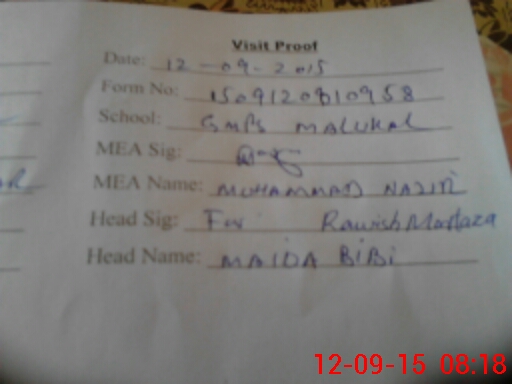 Visit Proof
Date: 12-09-2015
Form No: 150912010958
School: GMPS MALUKAL
MEA Sig:
MEA Name: MUHAMMAD NAZIR
Head Sig: For Rawish Murtaza
Head Name: MAIDA BiBi
12-09-15 08:18